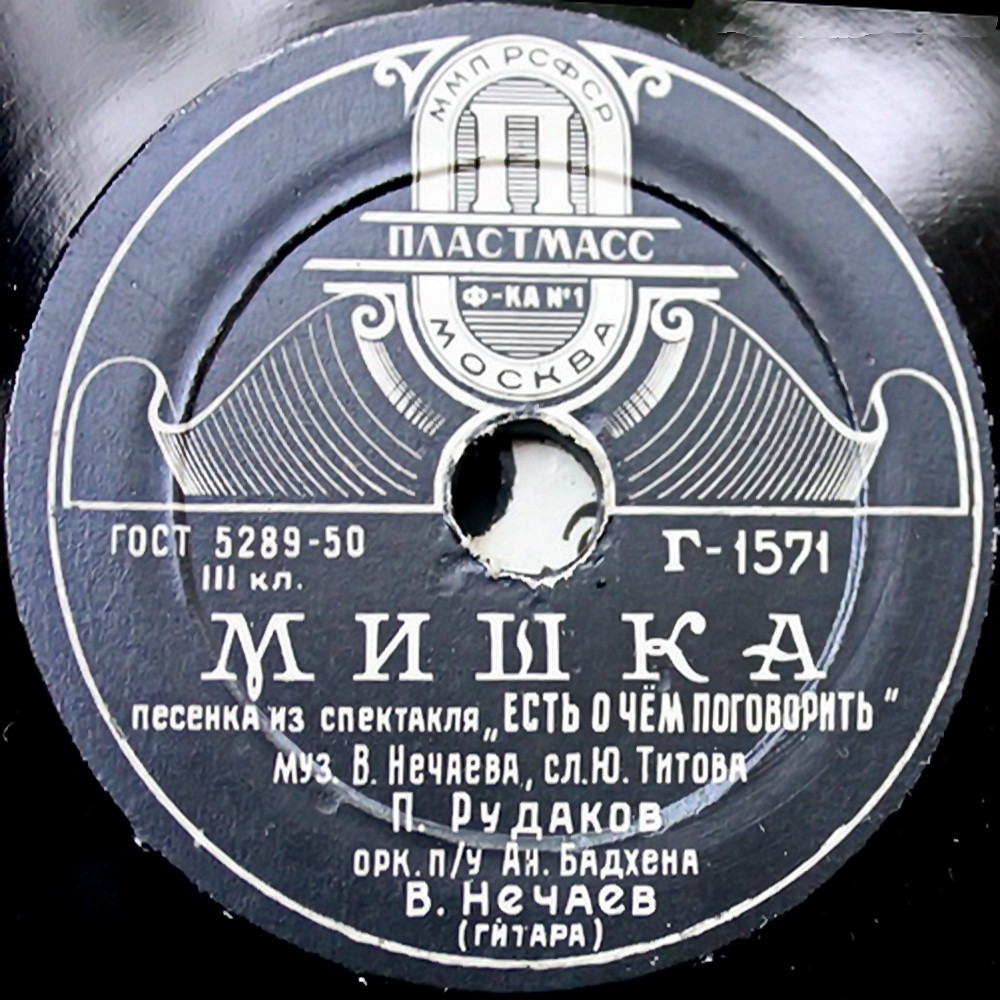 ММП РСФСР
П
ПЛАСТМАСС
Ф-КА №1
МОСКВА
ГОСТ 5289-50
III кл.
Г-1571
МИШКА
песенка из спектакля „ЕСТЬ О ЧЁМ ПОГОВОРИТЬ"
муз. В. Нечаева, сл. Ю. Титова
П. Рудаков
орк. п/у Ан. Бадхена
В. Нечаев
(ГИТАРА)